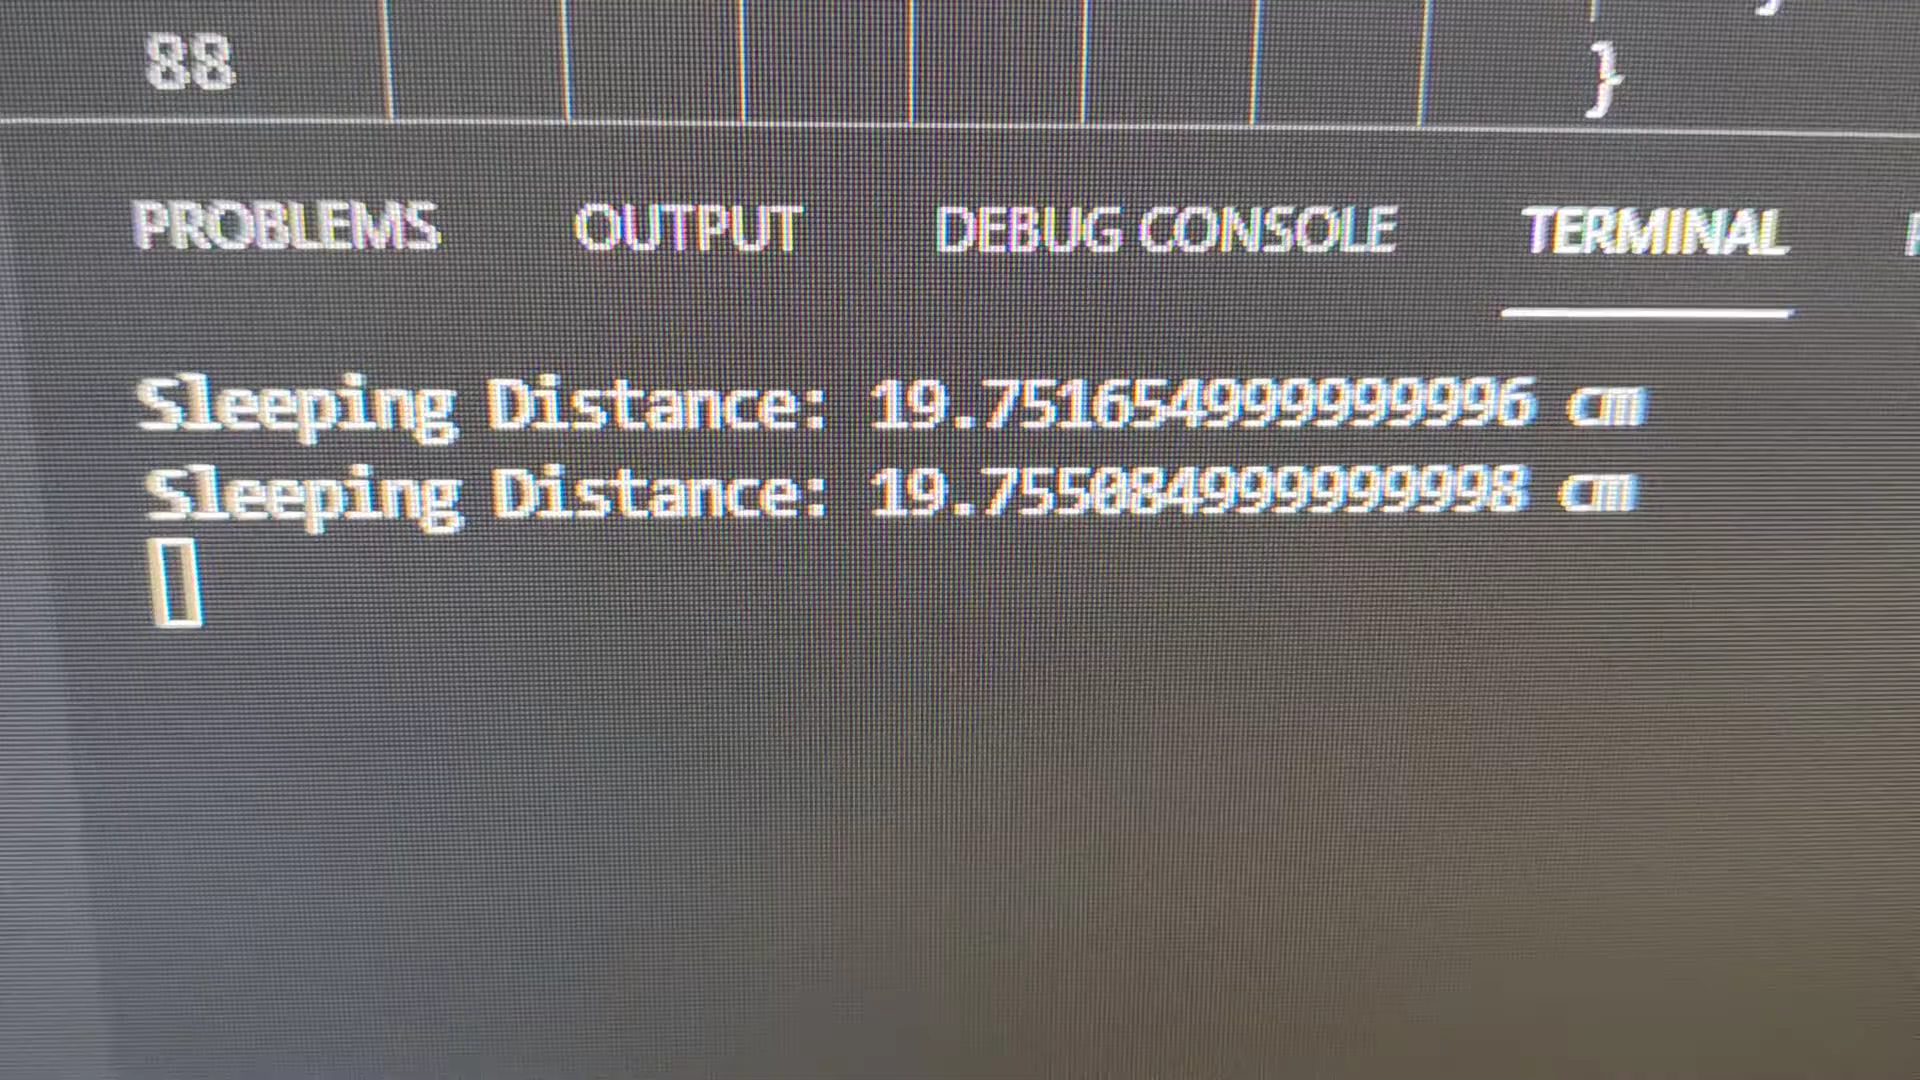 88 }
PROBLEMS OUTPUT DEBUG CONSOLE TERMINAL
Sleeping Distance: 19.751654999999996 cm
Sleeping Distance: 19.755084999999998 cm